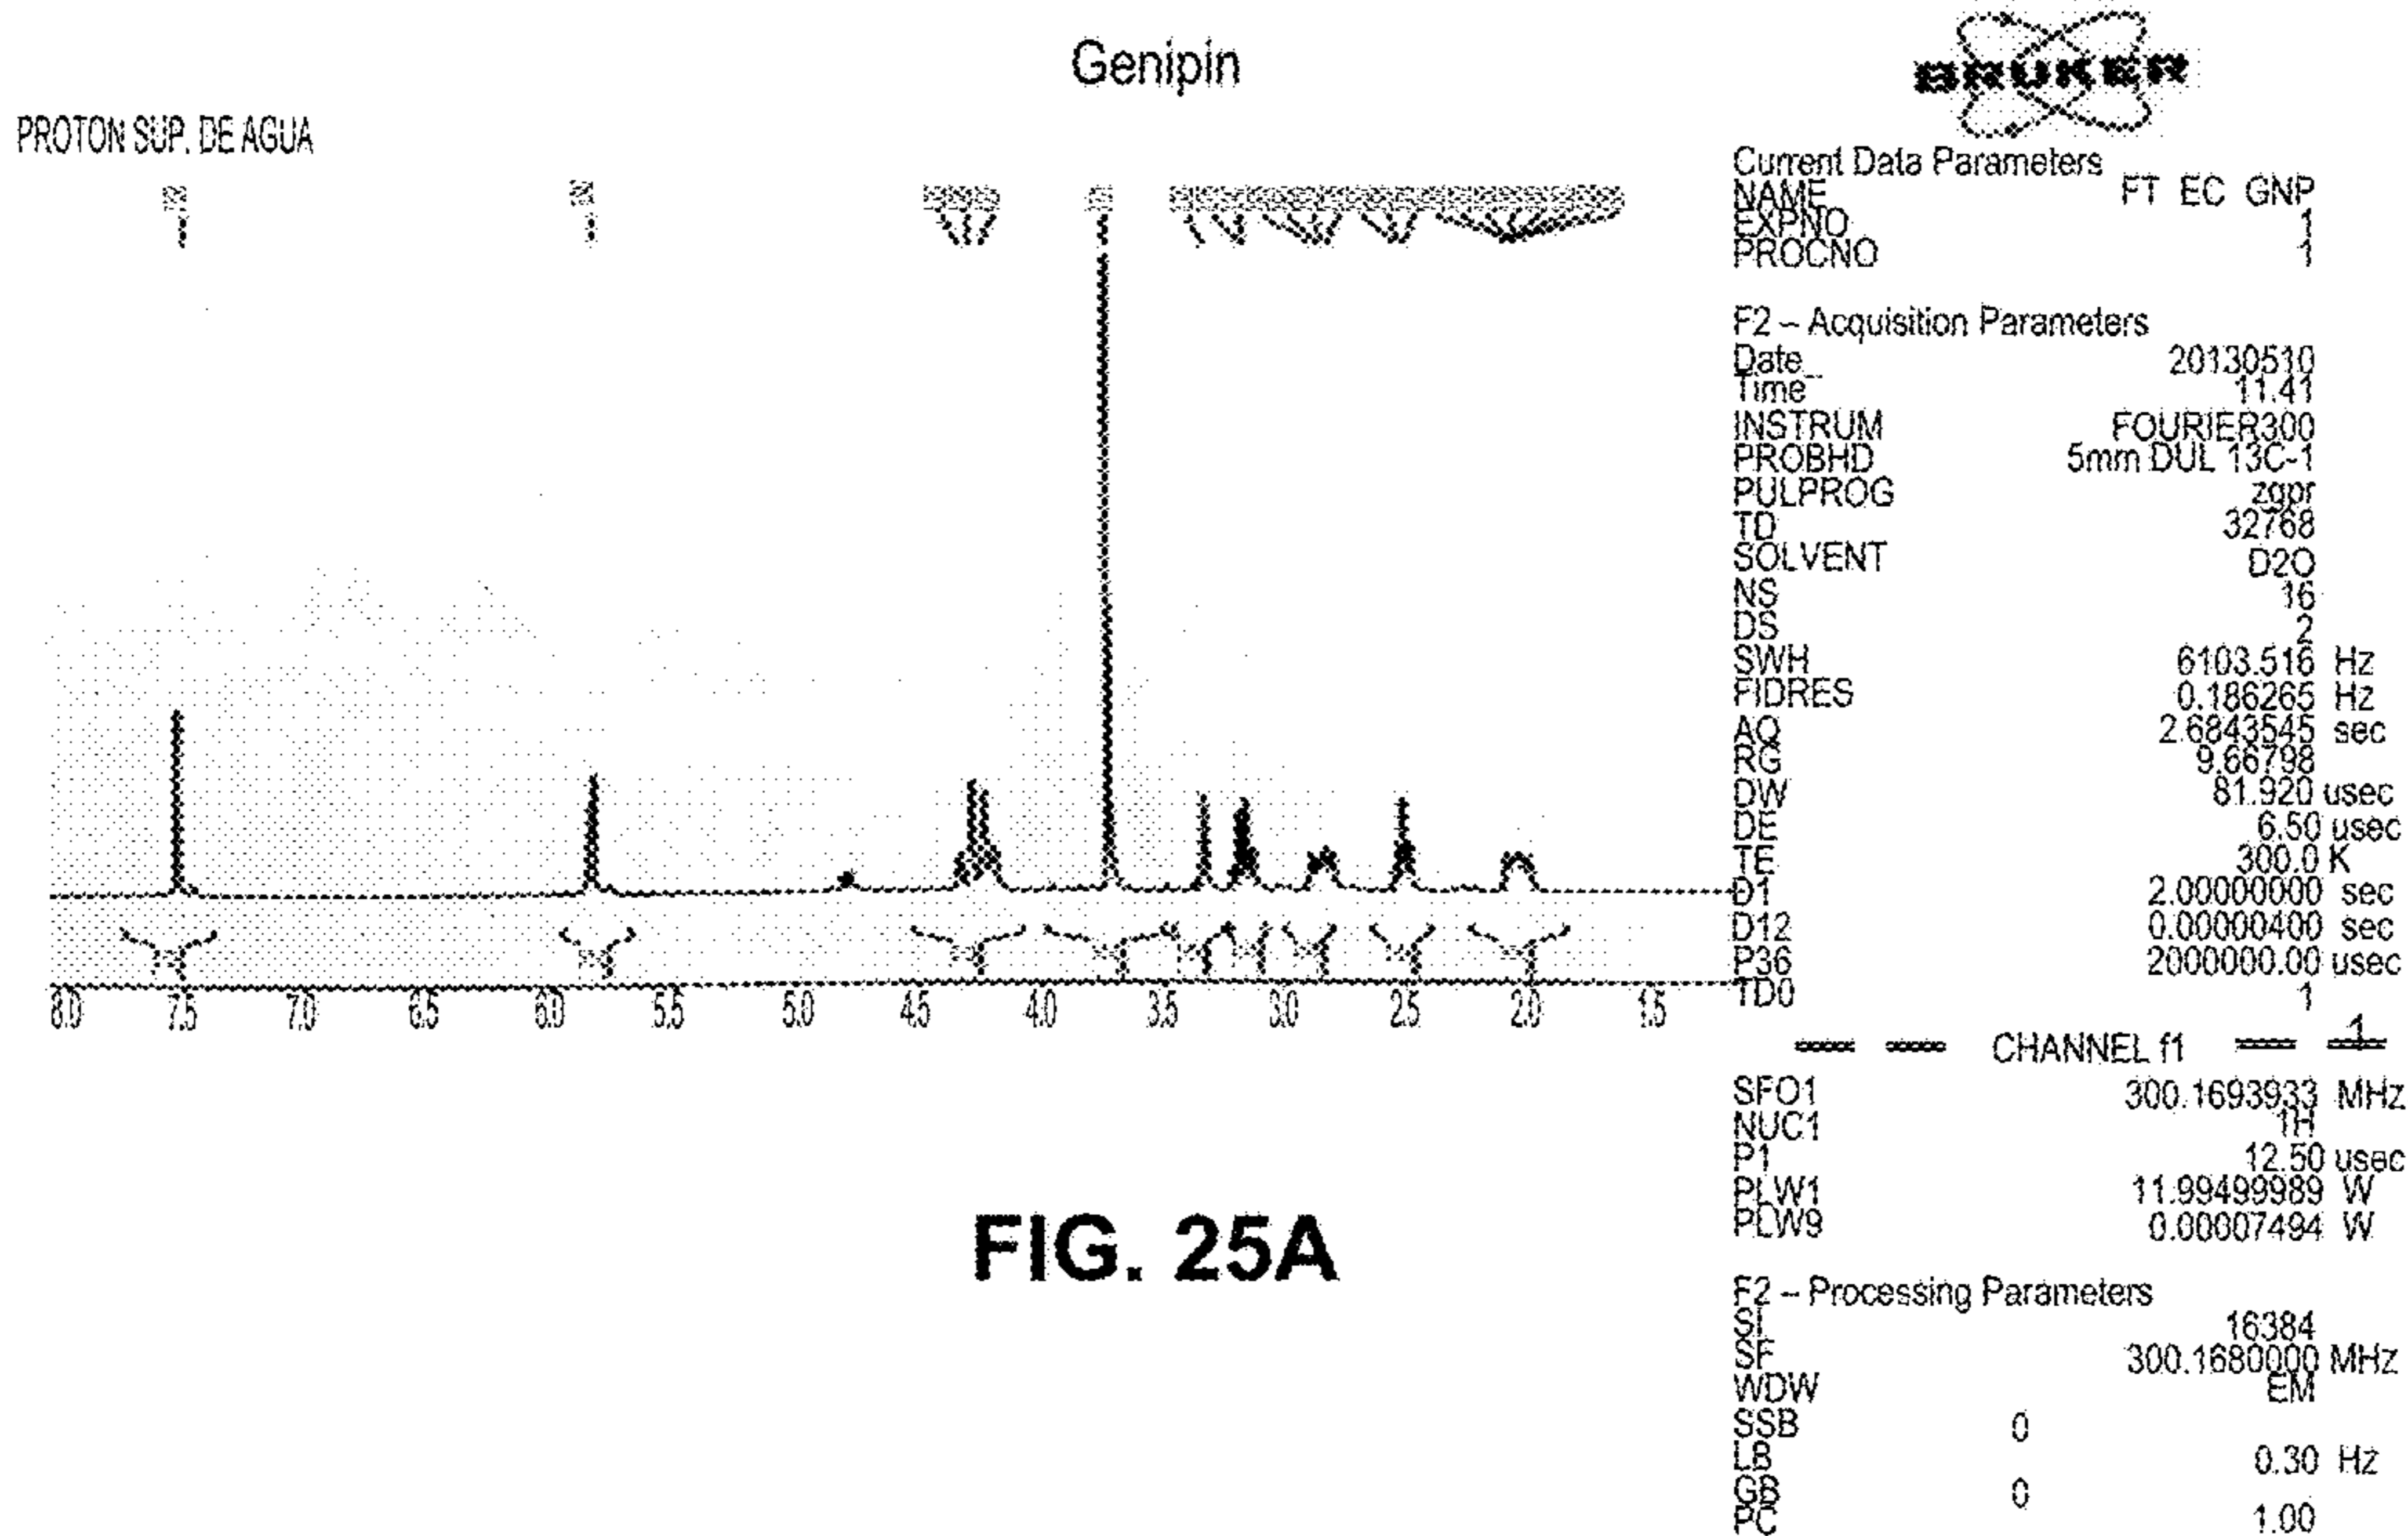 Genipin
BRUKER
PROTON SUP. DE AGUA
Current Data Parameters
NAME FT EC GNP
EXPNO 1
PROCNO 1
F2 – Acquisition Parameters
Date_ 20130510
Time 11.41
INSTRUM FOURIER300
PROBHD 5mm DUL 13C-1
PULPROG zgpr
TD 32768
SOLVENT D2O
NS 16
DS 2
SWH 6103.516 Hz
FIDRES 0.186265 Hz
AQ 2.6843545 sec
RG 9.66798
DW 81.920 usec
DE 6.50 usec
TE 300.0 K
D1 2.00000000 sec
D12 0.00000400 sec
P36 2000000.00 usec
TD0 1
8.0 7.5 7.0 6.5 6.0 5.5 5.0 4.5 4.0 3.5 3.0 2.5 2.0 1.5
CHANNEL f1 1
SFO1 300.1693933 MHz
NUC1 1H
P1 12.50 usec
PLW1 11.99499989 W
PLW9 0.00007494 W
FIG. 25A
F2 – Processing Parameters
SI 16384
SF 300.1680000 MHz
WDW EM
SSB 0
LB 0.30 Hz
GB 0
PC 1.00